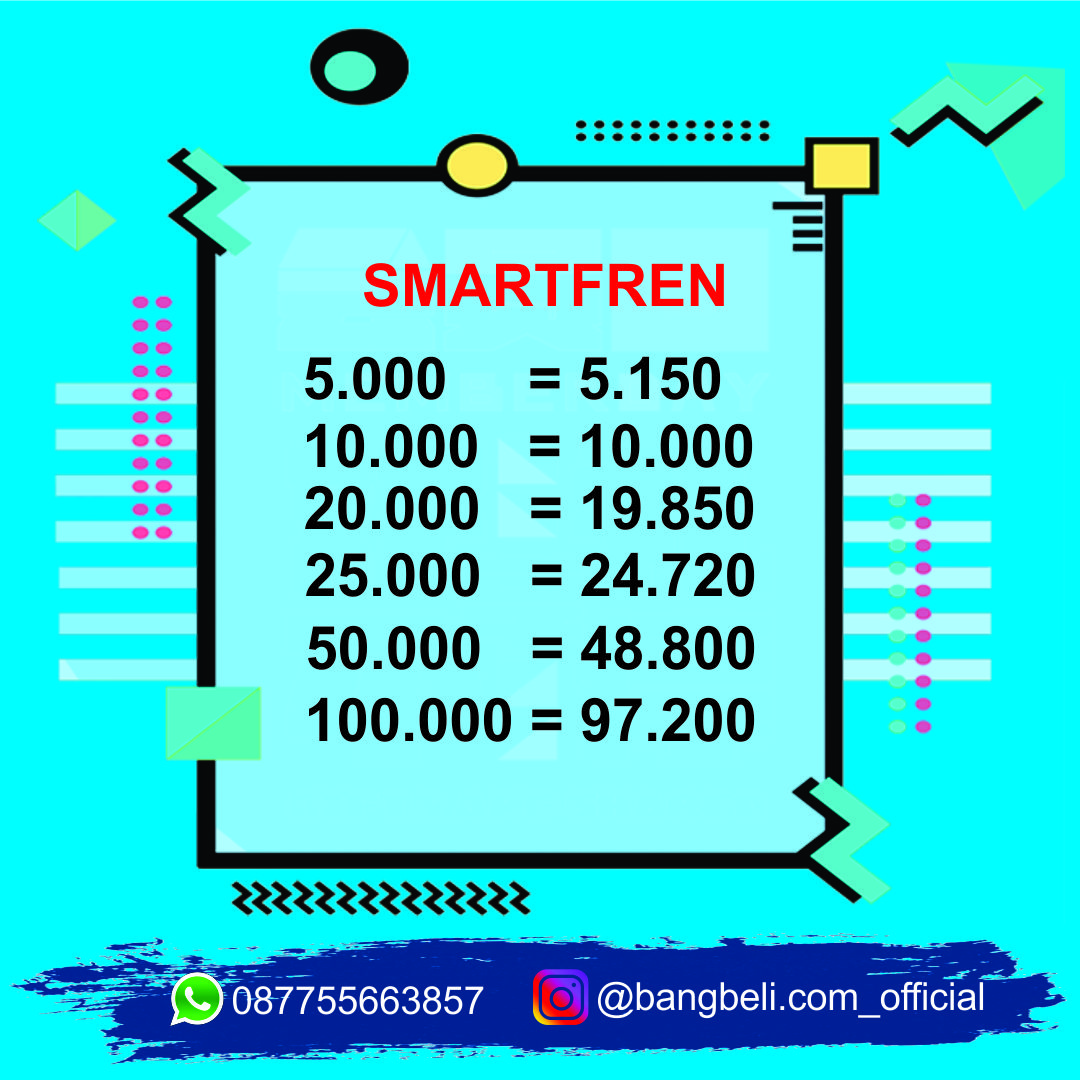 SMARTFREN
5.000 = 5.150
10.000 = 10.000
20.000 = 19.850
25.000 = 24.720
50.000 = 48.800
100.000 = 97.200
087755663857 @bangbeli.com_official